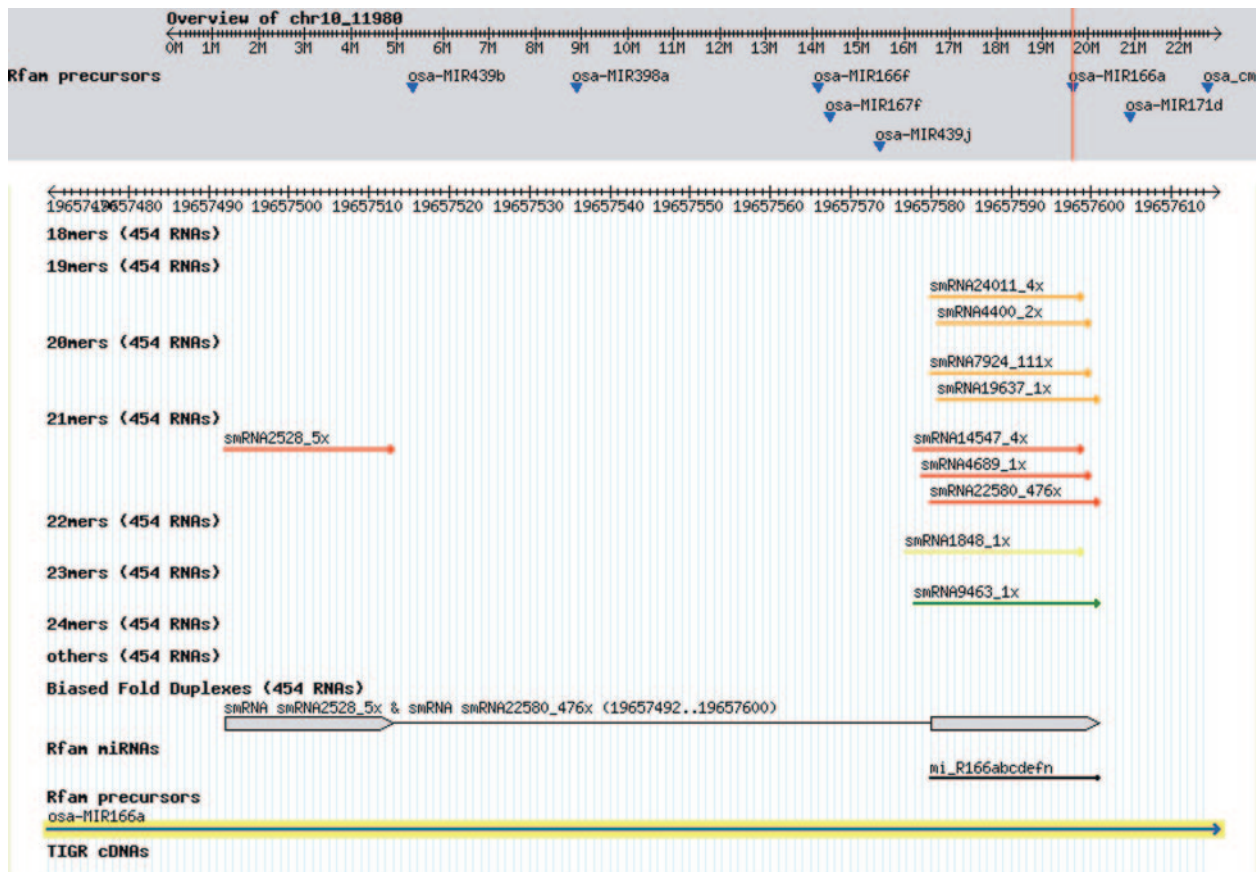 Overview of chr10_11980
0M 1M 2M 3M 4M 5M 6M 7M 8M 9M 10M 11M 12M 13M 14M 15M 16M 17M 18M 19M 20M 21M 22M
Rfam precursors
osa-MIR439b osa-MIR398a osa-MIR166f osa-MIR166a osa_cm
osa-MIR167f osa-MIR171d
osa-MIR439j
19657480 19657490 19657500 19657510 19657520 19657530 19657540 19657550 19657560 19657570 19657580 19657590 19657600 19657610
18mers (454 RNAs)
19mers (454 RNAs)
smRNA24011_4x
smRNA4400_2x
20mers (454 RNAs)
smRNA7924_111x
smRNA19637_1x
21mers (454 RNAs)
smRNA2528_5x smRNA14547_4x
smRNA4689_1x
smRNA22580_476x
22mers (454 RNAs)
smRNA1848_1x
23mers (454 RNAs)
smRNA9463_1x
24mers (454 RNAs)
others (454 RNAs)
Biased Fold Duplexes (454 RNAs)
smRNA smRNA2528_5x & smRNA smRNA22580_476x (19657492..19657600)
Rfam miRNAs
mi_R166abcdefn
Rfam precursors
osa-MIR166a
TIGR cDNAs